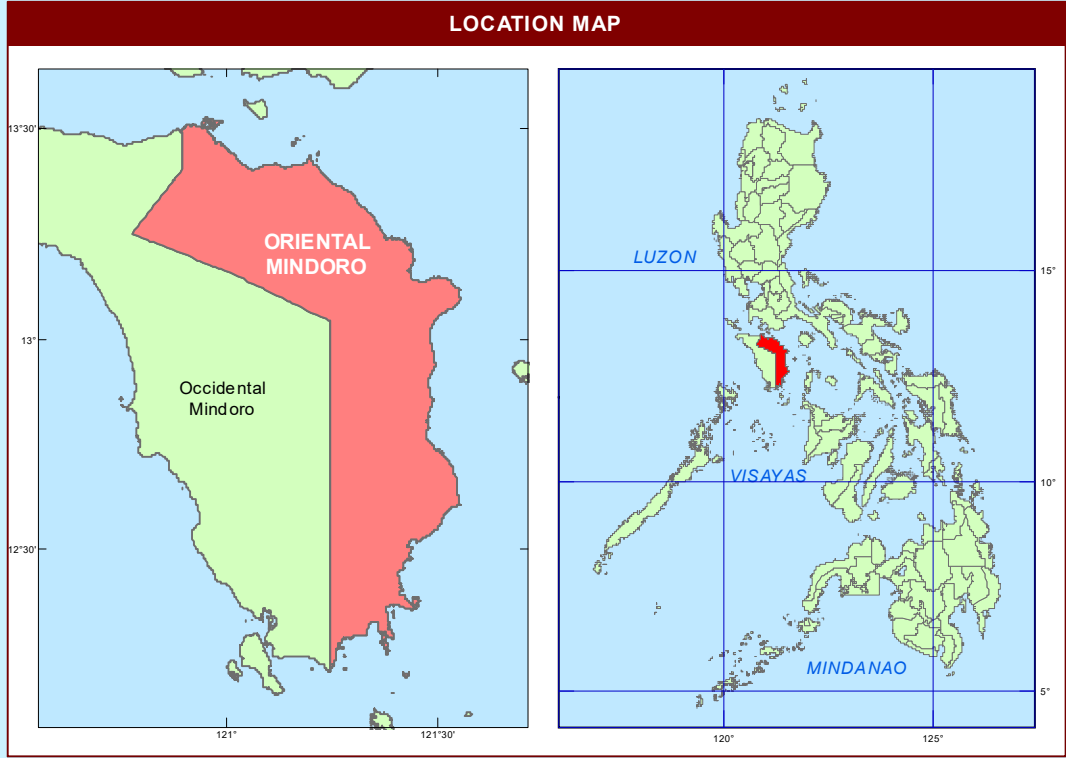 LOCATION MAP
13°30'
13°
12°30'
121°
121°30'
ORIENTAL
MINDORO
Occidental
Mindoro
LUZON
VISAYAS
MINDANAO
15°
10°
5°
120°
125°